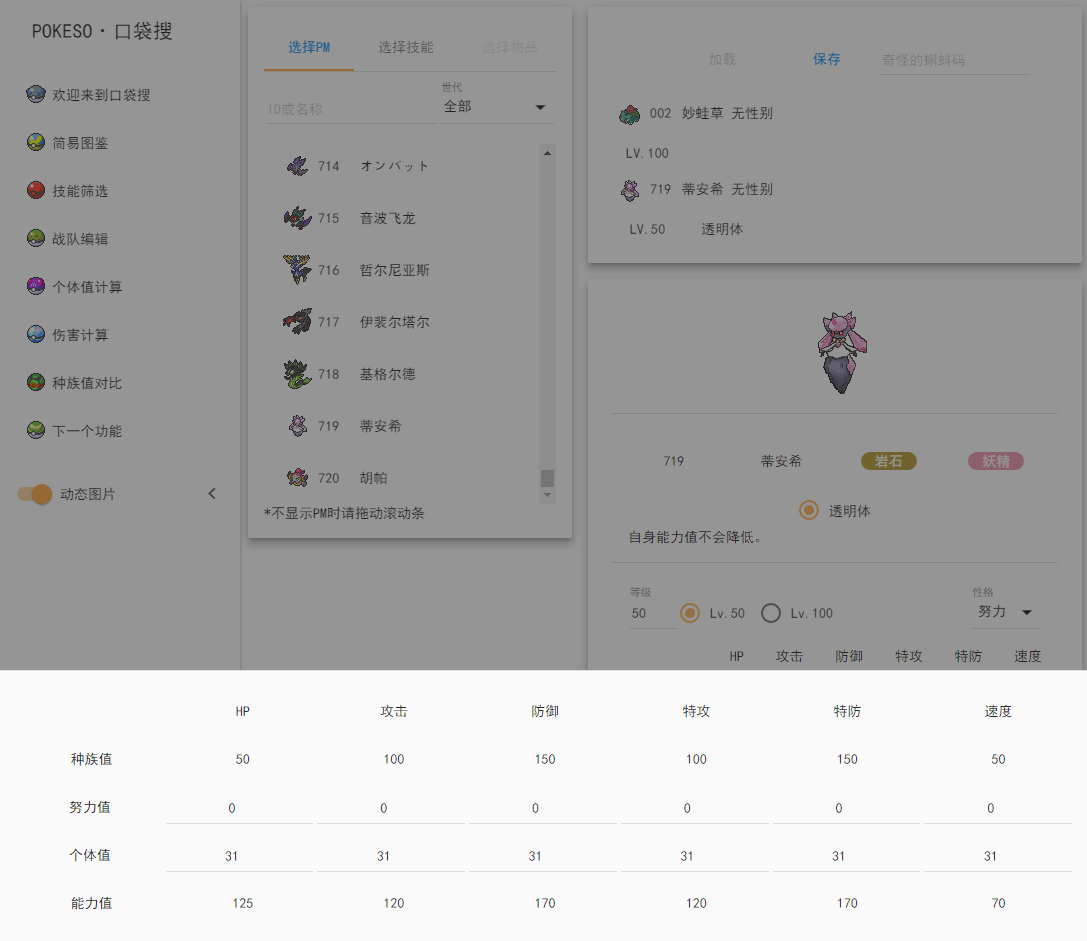 POKESO·口袋搜
欢迎来到口袋搜
简易图鉴
技能筛选
战队编辑
个体值计算
伤害计算
种族值对比
下一个功能
动态图片
选择PM 选择技能 选择物品
ID或名称 世代 全部
714 オンバット
715 音波飞龙
716 哲尔尼亚斯
717 伊裴尔塔尔
718 基格尔德
719 蒂安希
720 胡帕
*不显示PM时请拖动滚动条
加载 保存 奇怪的蝌蚪码
002 妙蛙草 无性别
LV.100
719 蒂安希 无性别
LV.50 透明体
719 蒂安希 岩石 妖精
透明体
自身能力值不会降低。
等级 性格
50 Lv.50 Lv.100 努力
HP 攻击 防御 特攻 特防 速度
HP 攻击 防御 特攻 特防 速度
种族值 50 100 150 100 150 50
努力值 0 0 0 0 0 0
个体值 31 31 31 31 31 31
能力值 125 120 170 120 170 70